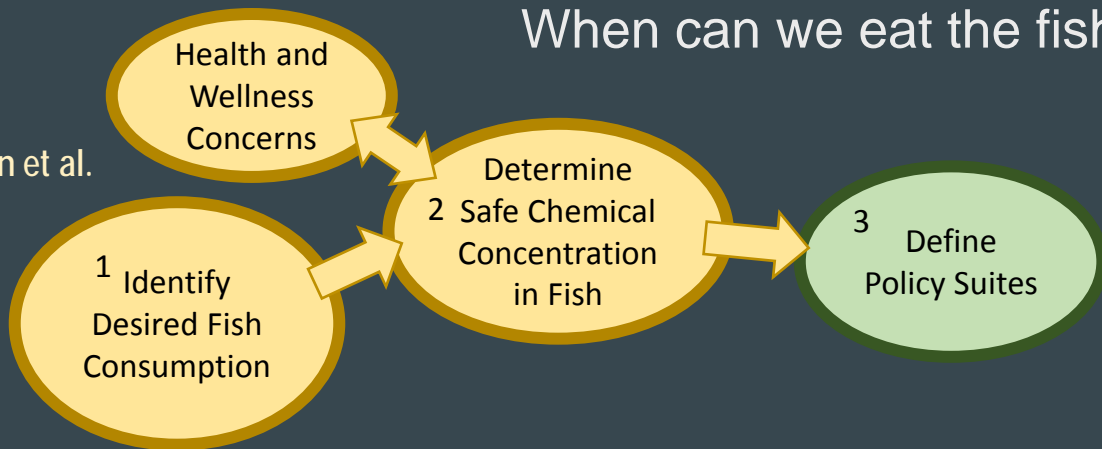 When can we eat the fish
Health and
Wellness
Concerns
n et al.
1 Identify
Desired Fish
Consumption
Determine
2 Safe Chemical
Concentration
in Fish
3 Define
Policy Suites